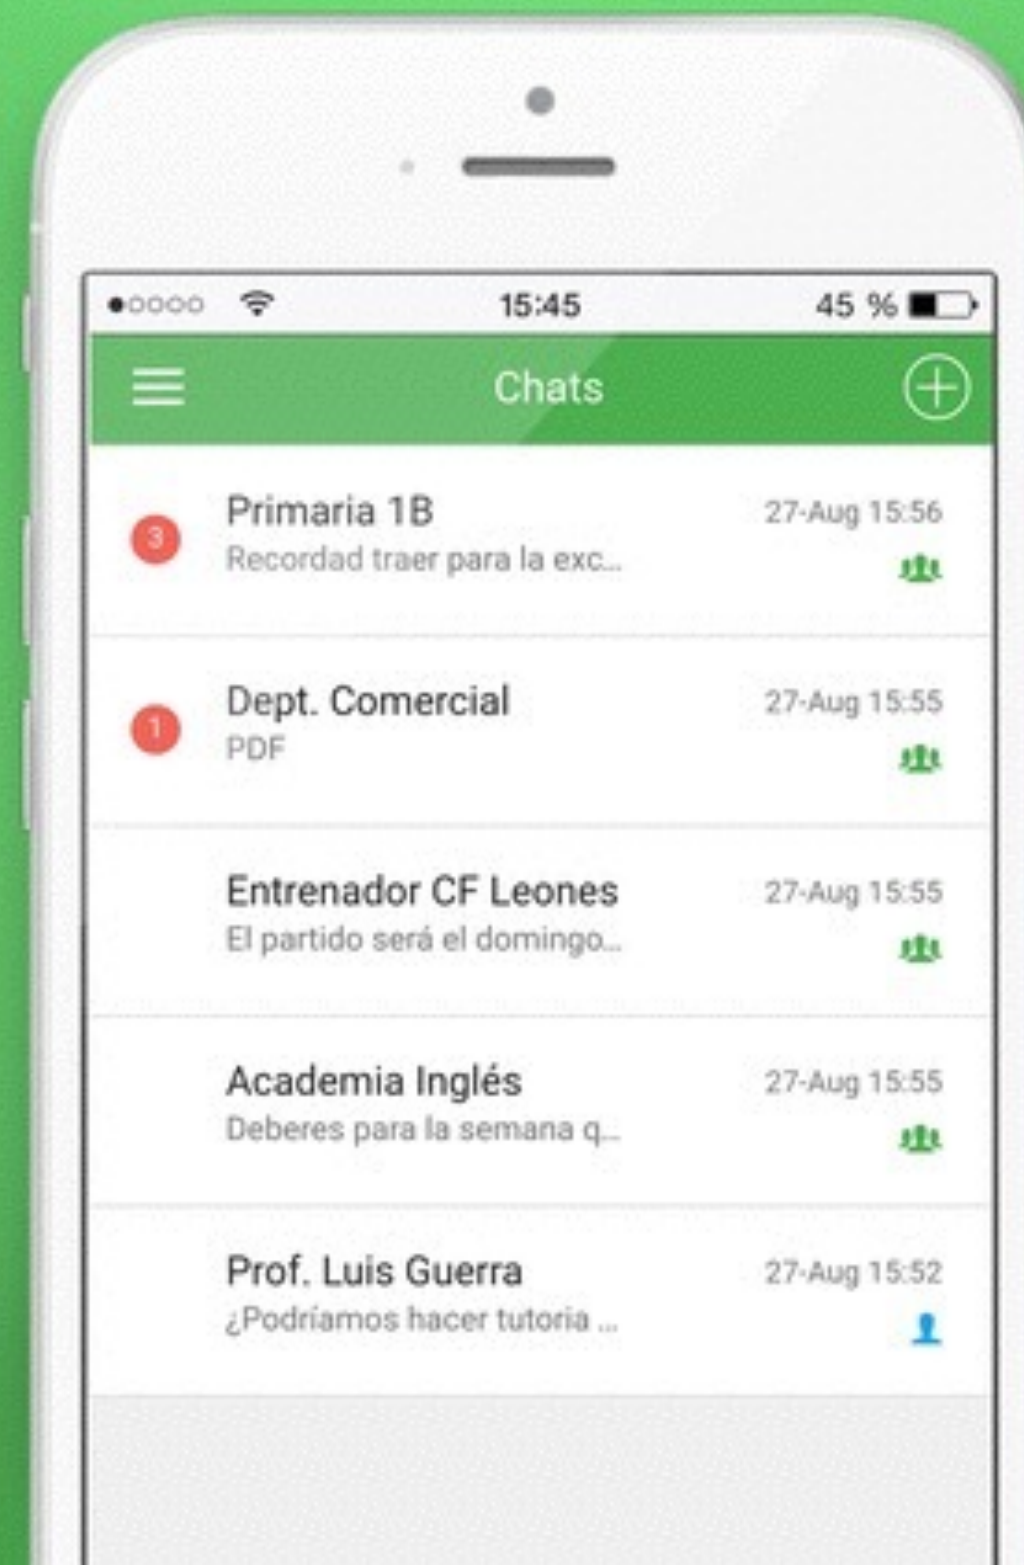 15:45 45 %
Chats
3 Primaria 1B 27-Aug 15:56
Recordad traer para la exc...
1 Dept. Comercial 27-Aug 15:55
PDF
Entrenador CF Leones 27-Aug 15:55
El partido será el domingo...
Academia Inglés 27-Aug 15:55
Deberes para la semana q...
Prof. Luis Guerra 27-Aug 15:52
¿Podríamos hacer tutoria ...